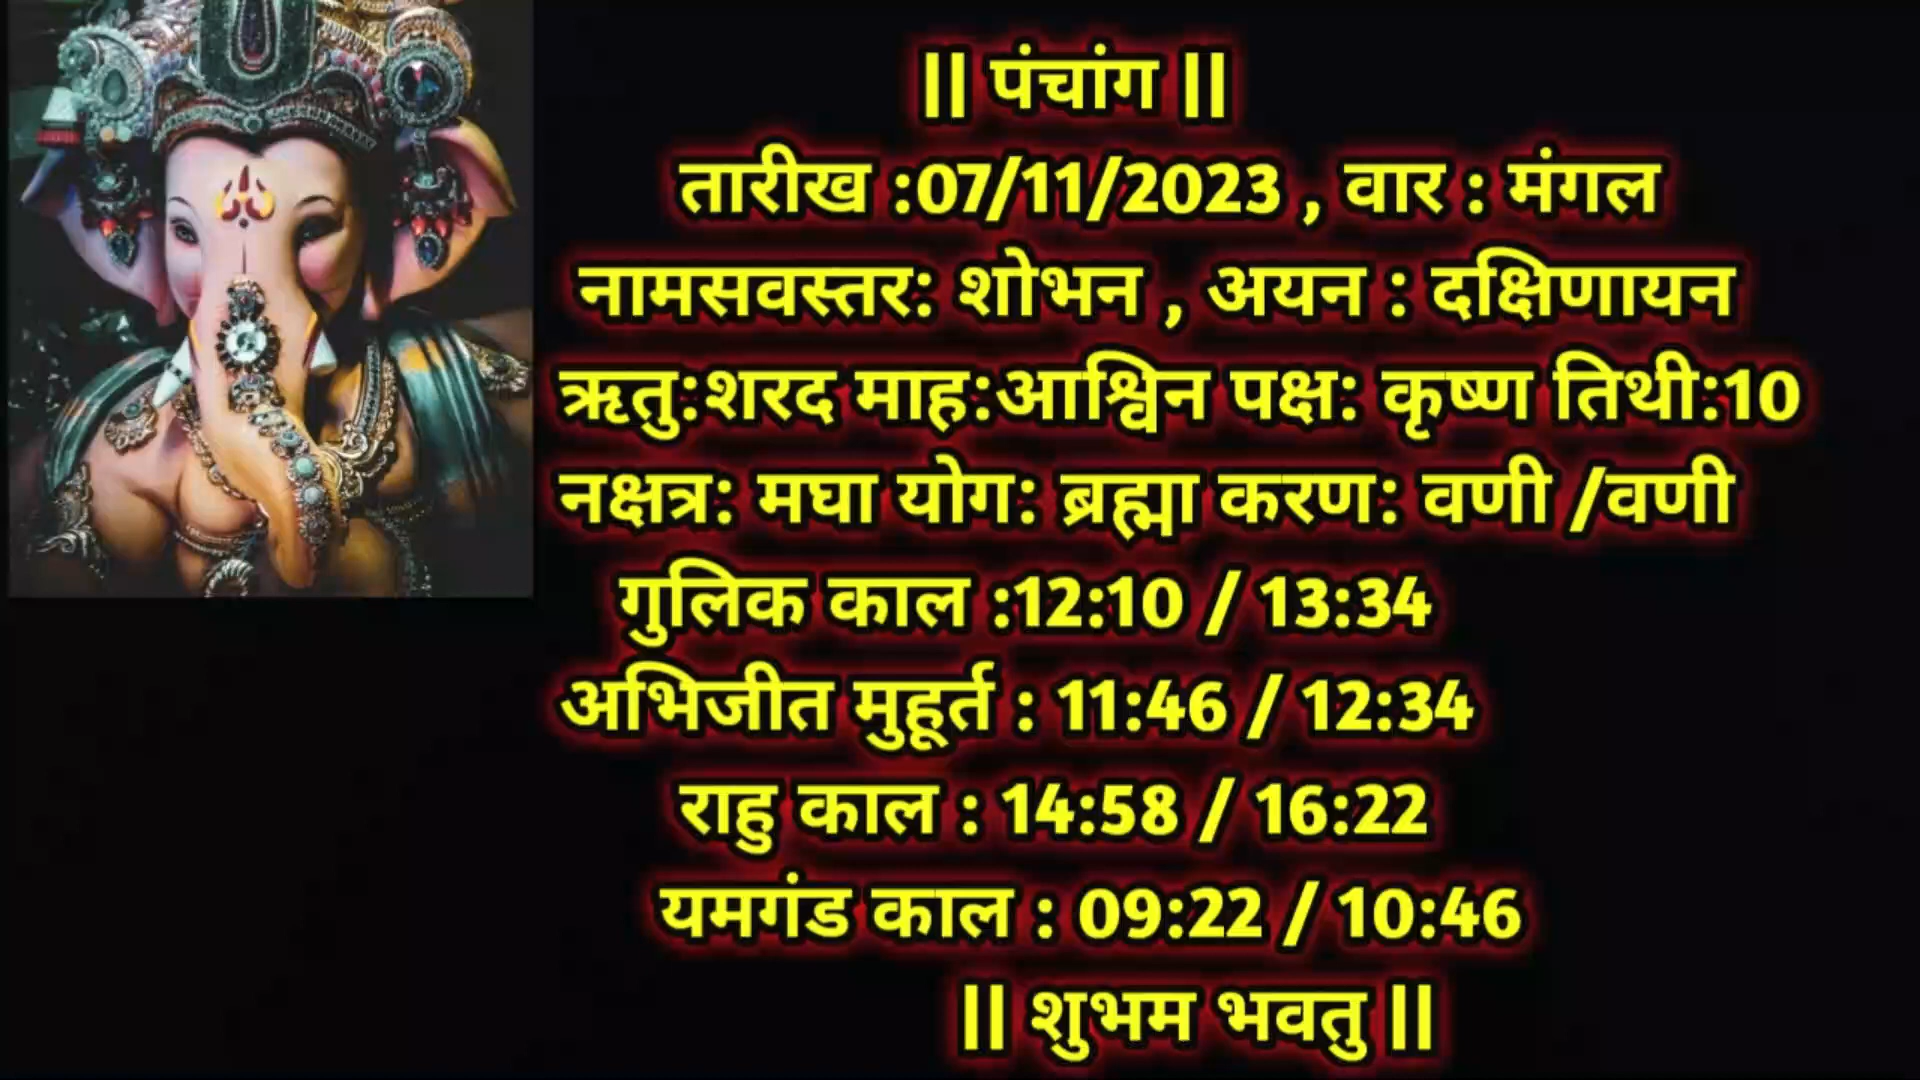 || पंचांग ||
तारीख :07/11/2023 , वार : मंगल
नामसवस्तर: शोभन , अयन : दक्षिणायन
ऋतु:शरद माह:आश्विन पक्ष: कृष्ण तिथी:10
नक्षत्र: मघा योग: ब्रह्मा करण: वणी /वणी
गुलिक काल :12:10 / 13:34
अभिजीत मुहूर्त : 11:46 / 12:34
राहु काल : 14:58 / 16:22
यमगंड काल : 09:22 / 10:46
|| शुभम भवतु ||